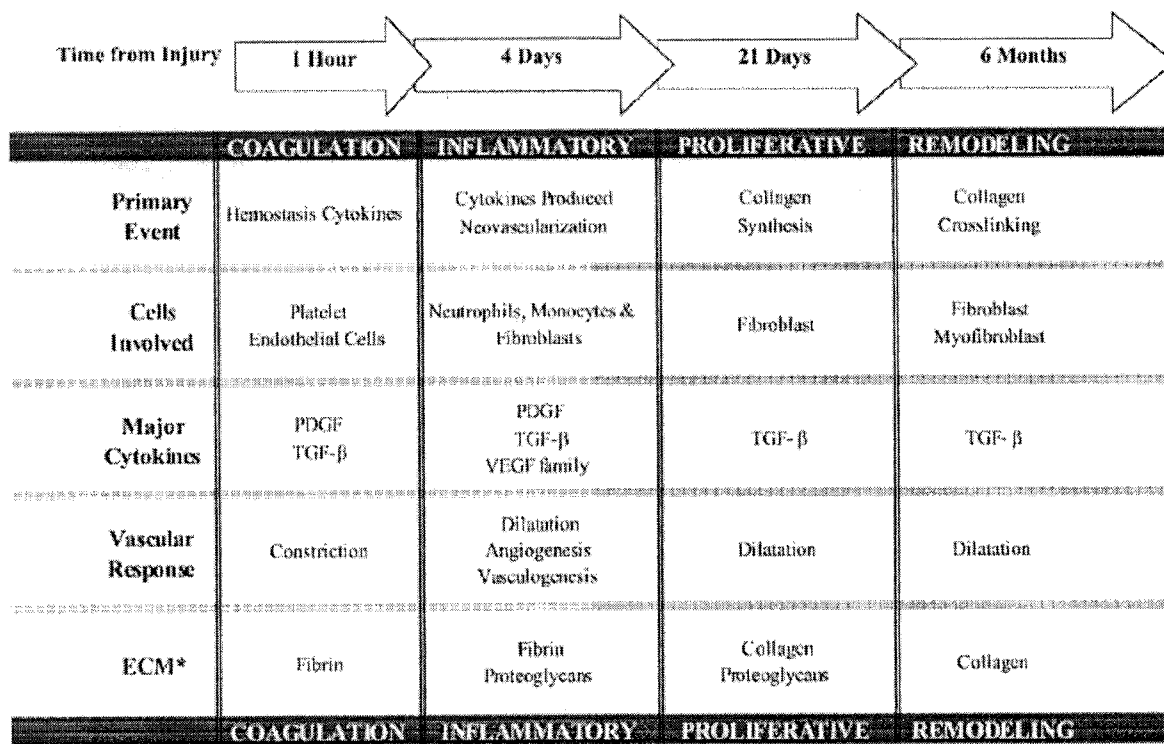 Time from Injury 1 Hour 4 Days 21 Days 6 Months
COAGULATION INFLAMMATORY PROLIFERATIVE REMODELING
Primary
Event
Hemostasis Cytokines
Cytokines Produced
Neovascularization
Collagen
Synthesis
Collagen
Crosslinking
Cells
Involved
Platelet
Endothelial Cells
Neutrophils, Monocytes &
Fibroblasts
Fibroblast
Fibroblast
Myofibroblast
Major
Cytokines
PDGF
TGF-β
PDGF
TGF-β
VEGF family
TGF- β
TGF- β
Vascular
Response
Constriction
Dilatation
Angiogenesis
Vasculogenesis
Dilatation
Dilatation
ECM*
Fibrin
Fibrin
Proteoglycans
Collagen
Proteoglycans
Collagen
COAGULATION INFLAMMATORY PROLIFERATIVE REMODELING